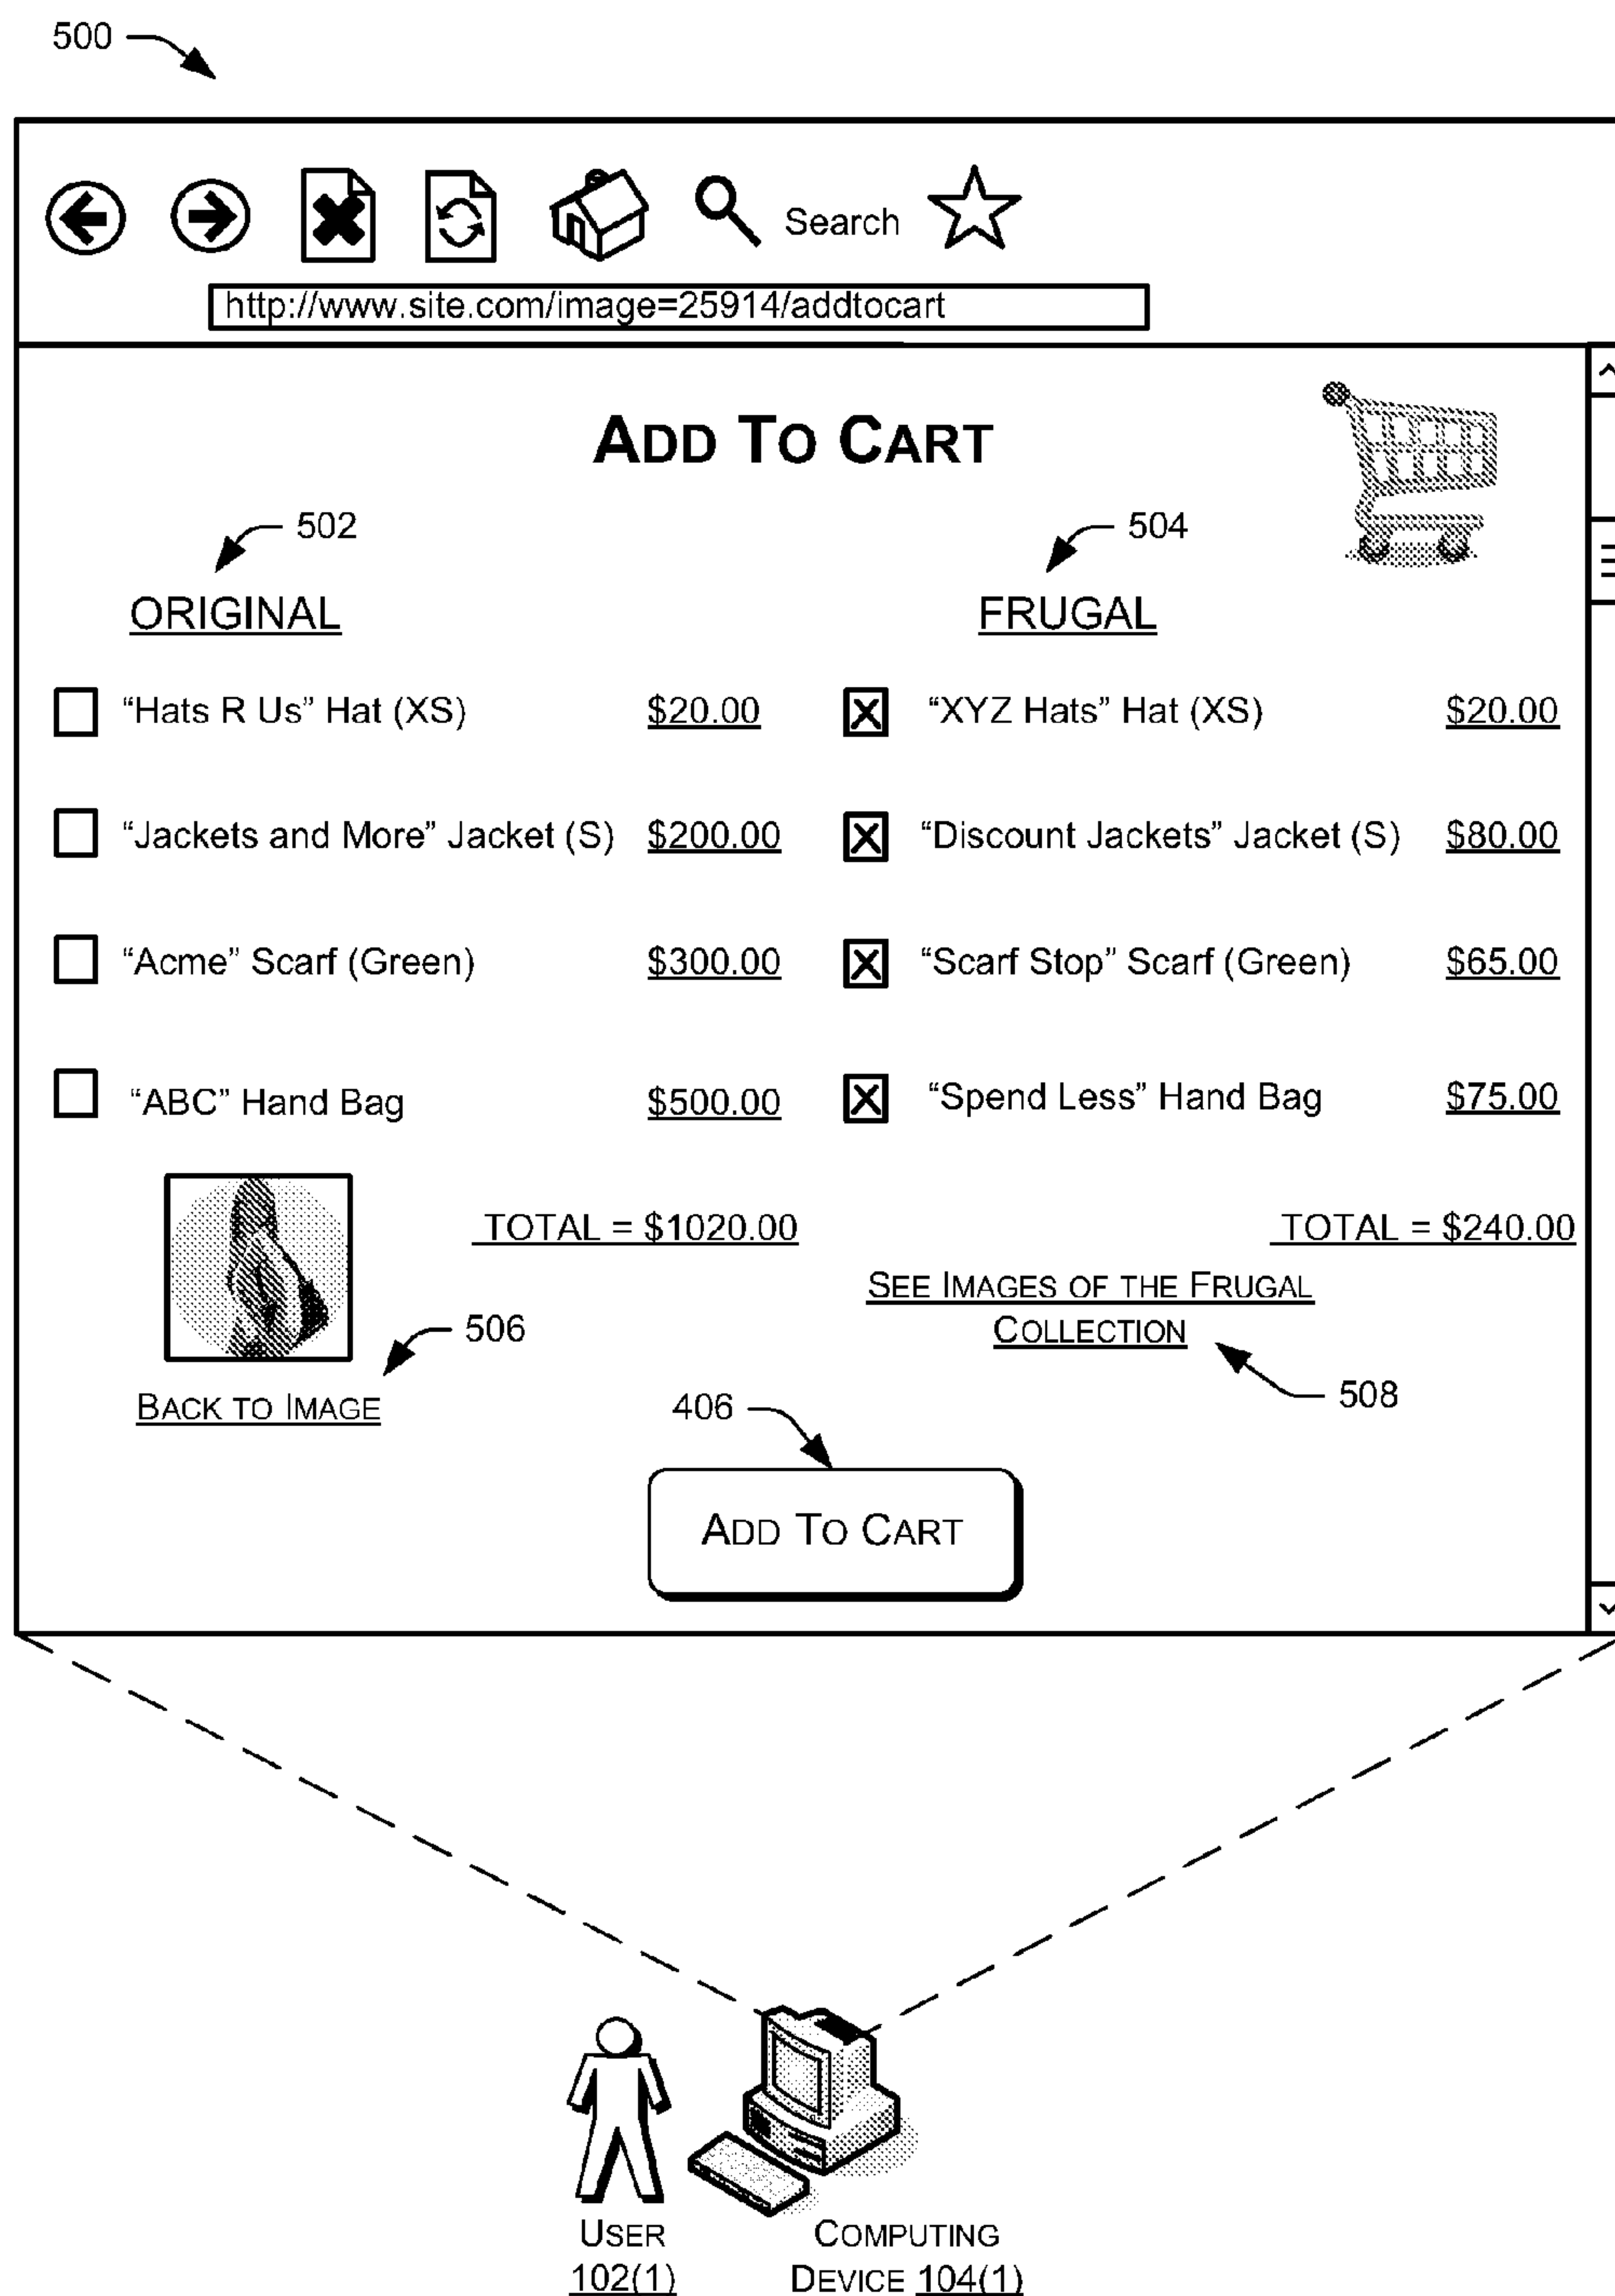 500
Search
http://www.site.com/image=25914/addtocart
ADD TO CART
502
504
ORIGINAL
FRUGAL
“Hats R Us” Hat (XS) $20.00
“XYZ Hats” Hat (XS) $20.00
“Jackets and More” Jacket (S) $200.00
“Discount Jackets” Jacket (S) $80.00
“Acme” Scarf (Green) $300.00
“Scarf Stop” Scarf (Green) $65.00
“ABC” Hand Bag $500.00
“Spend Less” Hand Bag $75.00
TOTAL = $1020.00
TOTAL = $240.00
SEE IMAGES OF THE FRUGAL
COLLECTION
506
508
BACK TO IMAGE
406
ADD TO CART
USER
102(1)
COMPUTING
DEVICE 104(1)